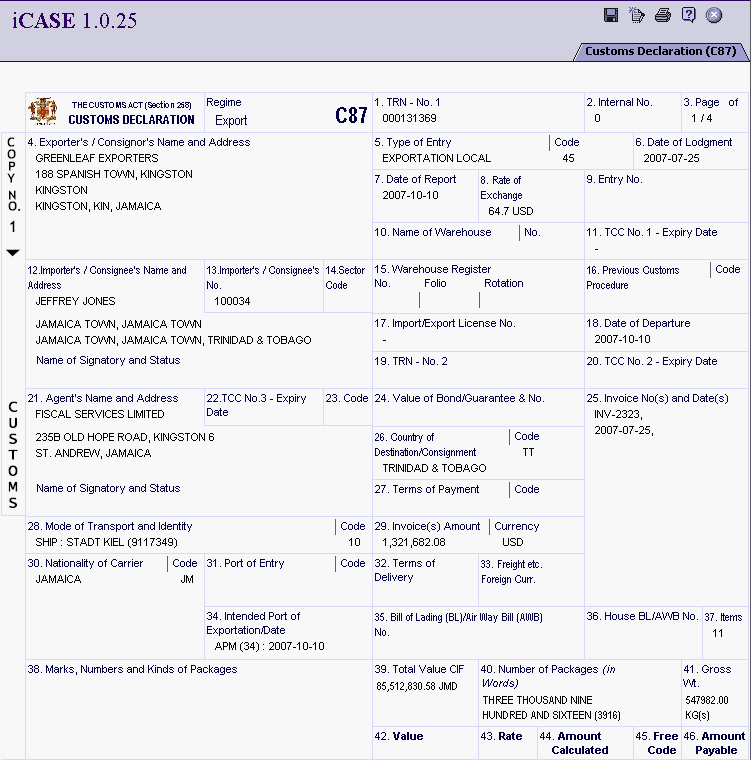 iCASE 1.0.25
Customs Declaration (C87)
THE CUSTOMS ACT (Section 268)
CUSTOMS DECLARATION
Regime
Export
C87
1. TRN - No. 1
000131369
2. Internal No.
0
3. Page of
1 / 4
COPY NO. 1
4. Exporter's / Consignor's Name and Address
GREENLEAF EXPORTERS
188 SPANISH TOWN, KINGSTON
KINGSTON
KINGSTON, KIN, JAMAICA
5. Type of Entry
EXPORTATION LOCAL
Code
45
6. Date of Lodgment
2007-07-25
7. Date of Report
2007-10-10
8. Rate of
Exchange
64.7 USD
9. Entry No.
10. Name of Warehouse
No.
11. TCC No. 1 - Expiry Date
-
12.Importer's / Consignee's Name and
Address
JEFFREY JONES
13.Importer's / Consignee's
No.
100034
14.Sector
Code
JAMAICA TOWN, JAMAICA TOWN
JAMAICA TOWN, JAMAICA TOWN, TRINIDAD & TOBAGO
Name of Signatory and Status
15. Warehouse Register
No. Folio Rotation
16. Previous Customs
Procedure
Code
17. Import/Export License No.
-
18. Date of Departure
2007-10-10
19. TRN - No. 2
20. TCC No. 2 - Expiry Date
CUSTOMS
21. Agent's Name and Address
FISCAL SERVICES LIMITED
22.TCC No.3 - Expiry
Date
23. Code
235B OLD HOPE ROAD, KINGSTON 6
ST. ANDREW, JAMAICA
Name of Signatory and Status
24. Value of Bond/Guarantee & No.
25. Invoice No(s) and Date(s)
INV-2323,
2007-07-25,
26. Country of
Destination/Consignment
TRINIDAD & TOBAGO
Code
TT
27. Terms of Payment
Code
28. Mode of Transport and Identity
SHIP : STADT KIEL (9117349)
Code
10
29. Invoice(s) Amount
1,321,682.08
Currency
USD
30. Nationality of Carrier
JAMAICA
Code
JM
31. Port of Entry
Code
32. Terms of
Delivery
33. Freight etc.
Foreign Curr.
34. Intended Port of
Exportation/Date
APM (34) : 2007-10-10
35. Bill of Lading (BL)/Air Way Bill (AWB)
No.
36. House BL/AWB No.
37. Items
11
38. Marks, Numbers and Kinds of Packages
39. Total Value CIF
85,512,830.58 JMD
40. Number of Packages (in
Words)
THREE THOUSAND NINE
HUNDRED AND SIXTEEN (3916)
41. Gross
Wt.
547982.00
KG(s)
42. Value
43. Rate
44. Amount
Calculated
45. Free
Code
46. Amount
Payable